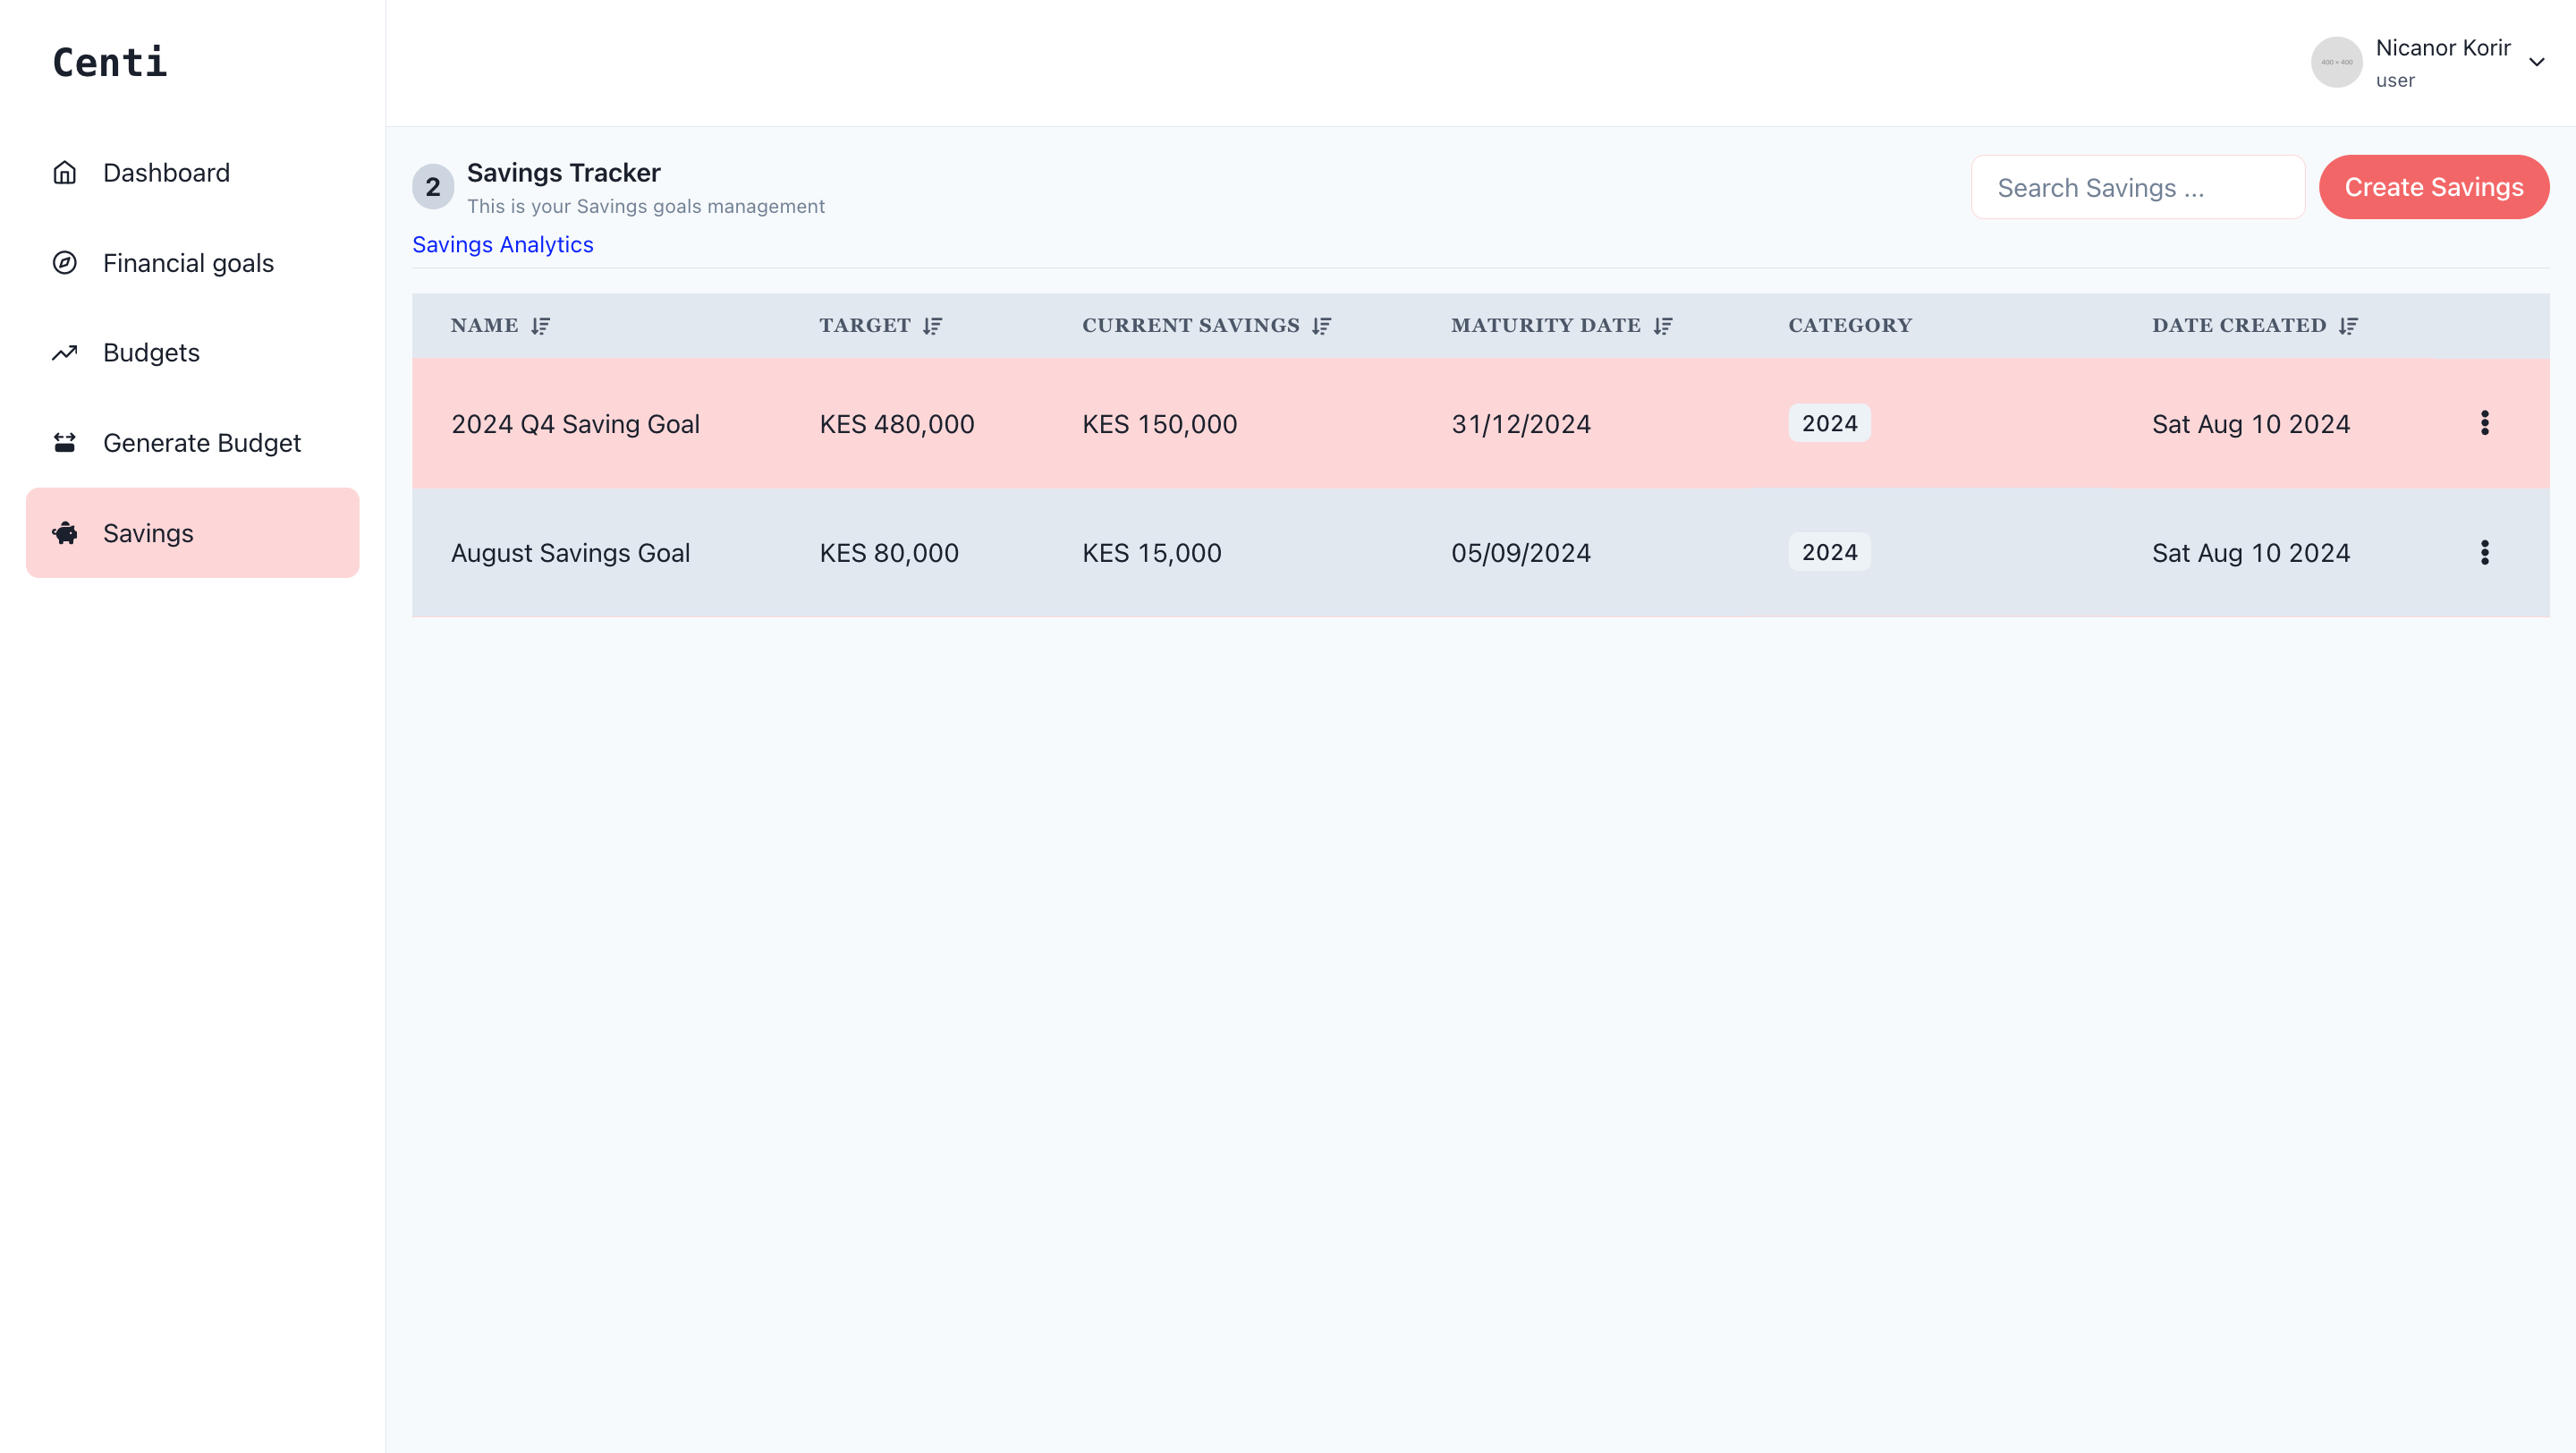 Centi
Nicanor Korir
user
400 × 400
Dashboard
Financial goals
Budgets
Generate Budget
Savings
2
Savings Tracker
This is your Savings goals management
Savings Analytics
Search Savings ...
Create Savings
NAME TARGET CURRENT SAVINGS MATURITY DATE CATEGORY DATE CREATED
2024 Q4 Saving Goal KES 480,000 KES 150,000 31/12/2024 2024 Sat Aug 10 2024
August Savings Goal KES 80,000 KES 15,000 05/09/2024 2024 Sat Aug 10 2024